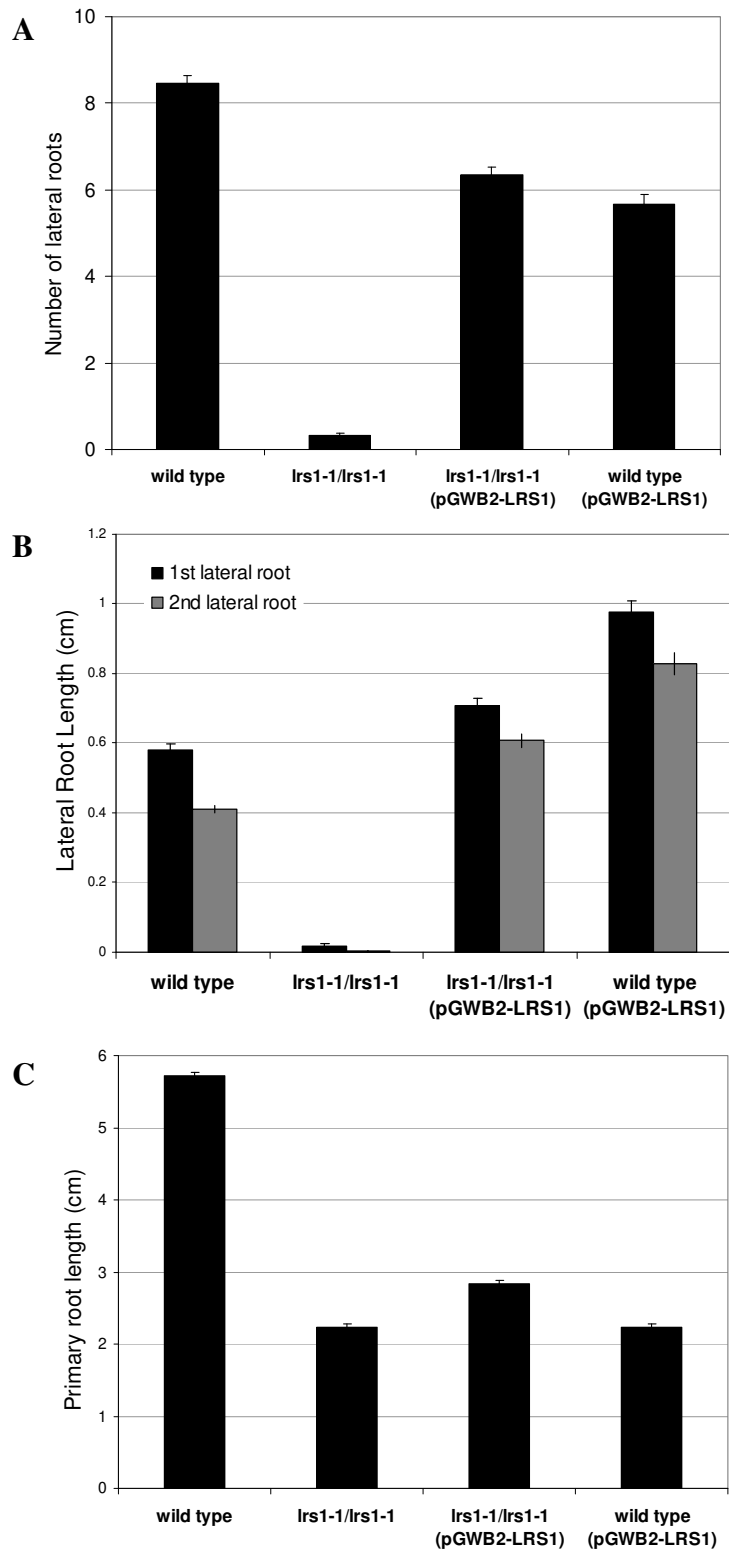 A
Number of lateral roots
10
8
6
4
2
0
wild type
lrs1-1/lrs1-1
lrs1-1/lrs1-1
(pGWB2-LRS1)
wild type
(pGWB2-LRS1)
B
Lateral Root Length (cm)
1.2
1
0.8
0.6
0.4
0.2
0
1st lateral root
2nd lateral root
wild type
lrs1-1/lrs1-1
lrs1-1/lrs1-1
(pGWB2-LRS1)
wild type
(pGWB2-LRS1)
C
Primary root length (cm)
6
5
4
3
2
1
0
wild type
lrs1-1/lrs1-1
lrs1-1/lrs1-1
(pGWB2-LRS1)
wild type
(pGWB2-LRS1)